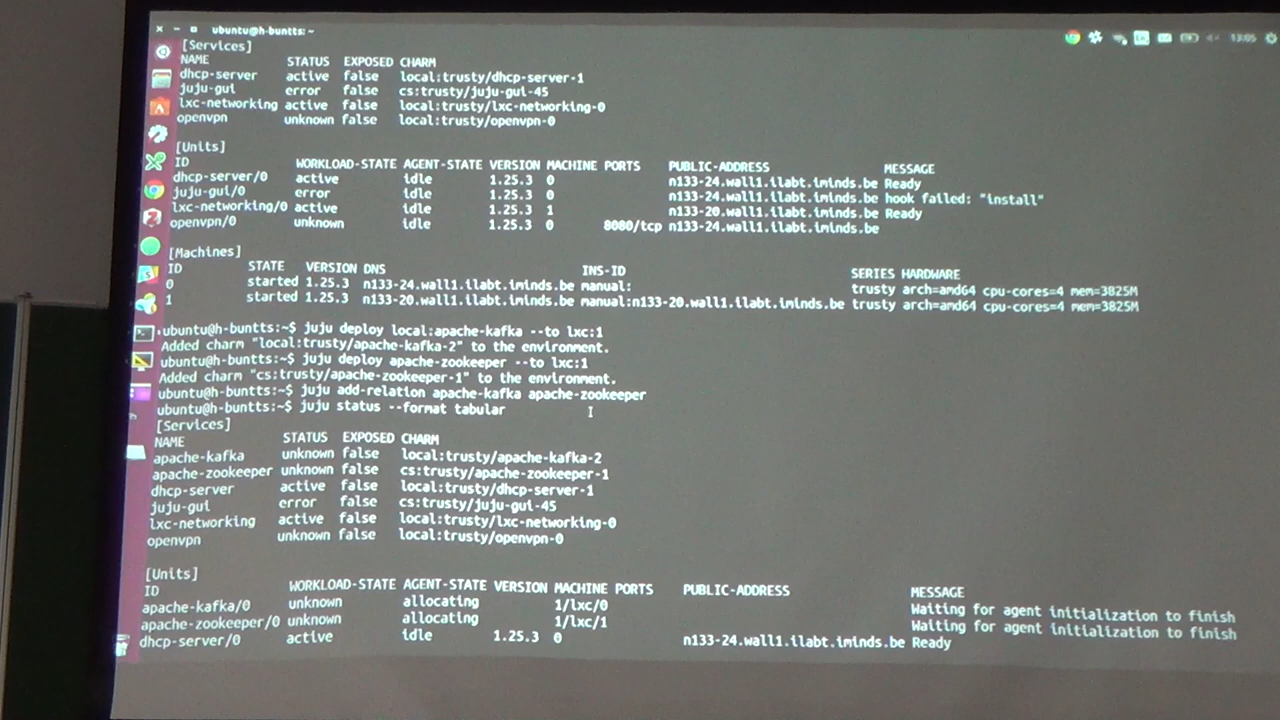 ubuntu@h-buntts: ~
13:05
[Services]
NAME STATUS EXPOSED CHARM
dhcp-server active false local:trusty/dhcp-server-1
juju-gui error false cs:trusty/juju-gui-45
lxc-networking active false local:trusty/lxc-networking-0
openvpn unknown false local:trusty/openvpn-0
[Units]
ID WORKLOAD-STATE AGENT-STATE VERSION MACHINE PORTS PUBLIC-ADDRESS MESSAGE
dhcp-server/0 active idle 1.25.3 0 n133-24.wall1.ilabt.iminds.be Ready
juju-gui/0 error idle 1.25.3 0 n133-24.wall1.ilabt.iminds.be hook failed: "install"
lxc-networking/0 active idle 1.25.3 1 n133-20.wall1.ilabt.iminds.be Ready
openvpn/0 unknown idle 1.25.3 0 8080/tcp n133-24.wall1.ilabt.iminds.be
[Machines]
ID STATE VERSION DNS INS-ID SERIES HARDWARE
0 started 1.25.3 n133-24.wall1.ilabt.iminds.be manual: trusty arch=amd64 cpu-cores=4 mem=3825M
1 started 1.25.3 n133-20.wall1.ilabt.iminds.be manual:n133-20.wall1.ilabt.iminds.be trusty arch=amd64 cpu-cores=4 mem=3825M
ubuntu@h-buntts:~$ juju deploy local:apache-kafka --to lxc:1
Added charm "local:trusty/apache-kafka-2" to the environment.
ubuntu@h-buntts:~$ juju deploy apache-zookeeper --to lxc:1
Added charm "cs:trusty/apache-zookeeper-1" to the environment.
ubuntu@h-buntts:~$ juju add-relation apache-kafka apache-zookeeper
ubuntu@h-buntts:~$ juju status --format tabular
[Services]
NAME STATUS EXPOSED CHARM
apache-kafka unknown false local:trusty/apache-kafka-2
apache-zookeeper unknown false cs:trusty/apache-zookeeper-1
dhcp-server active false local:trusty/dhcp-server-1
juju-gui error false cs:trusty/juju-gui-45
lxc-networking active false local:trusty/lxc-networking-0
openvpn unknown false local:trusty/openvpn-0
[Units]
ID WORKLOAD-STATE AGENT-STATE VERSION MACHINE PORTS PUBLIC-ADDRESS MESSAGE
apache-kafka/0 unknown allocating 1/lxc/0 Waiting for agent initialization to finish
apache-zookeeper/0 unknown allocating 1/lxc/1 Waiting for agent initialization to finish
dhcp-server/0 active idle 1.25.3 0 n133-24.wall1.ilabt.iminds.be Ready